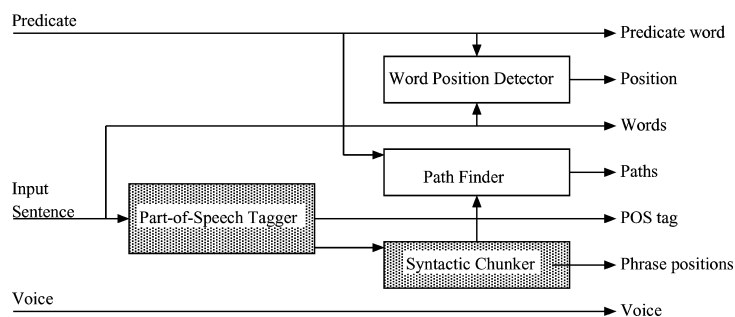 Predicate
Predicate word
Word Position Detector
Position
Words
Path Finder
Paths
Input
Sentence
Part-of-Speech Tagger
POS tag
Syntactic Chunker
Phrase positions
Voice
Voice